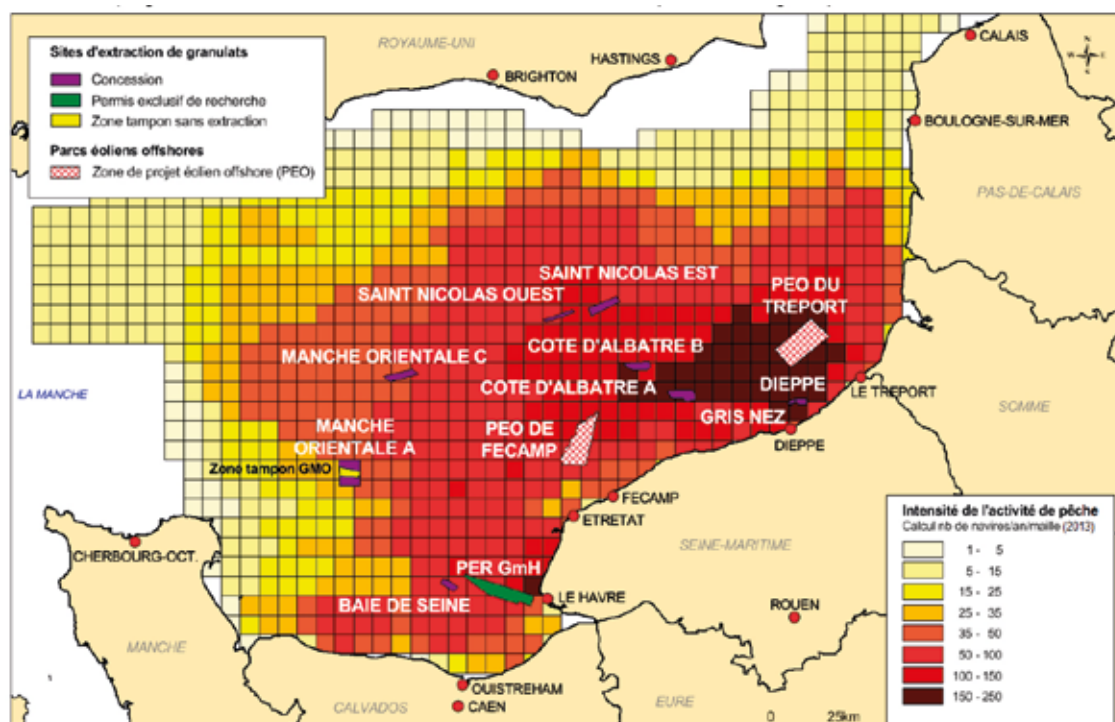 Sites d'extraction de granulats
Concession
Permis exclusif de recherche
Zone tampon sans extraction
Parcs éoliens offshores
Zone de projet éolien offshore (PEO)
ROYAUME-UNI
HASTINGS
BRIGHTON
CALAIS
N
W
E
S
BOULOGNE-SUR-MER
PAS-DE-CALAIS
SAINT NICOLAS EST
SAINT NICOLAS OUEST
PEO DU
TREPORT
COTE D'ALBATRE B
MANCHE ORIENTALE C
COTE D'ALBATRE A
DIEPPE
LE TREPORT
LA MANCHE
SOMME
GRIS NEZ
DIEPPE
MANCHE
ORIENTALE A
PEO DE
FECAMP
Zone tampon GMO
FECAMP
ETRETAT
CHERBOURG-OCT.
SEINE-MARITIME
PER GmH
LE HAVRE
BAIE DE SEINE
ROUEN
MANCHE
OUISTREHAM
CALVADOS
CAEN
EURE
0 25km
Intensité de l'activité de pêche
Calcul nb de navires/an/maille (2013)
1 - 5
5 - 15
15 - 25
25 - 35
35 - 50
50 - 100
100 - 150
150 - 250